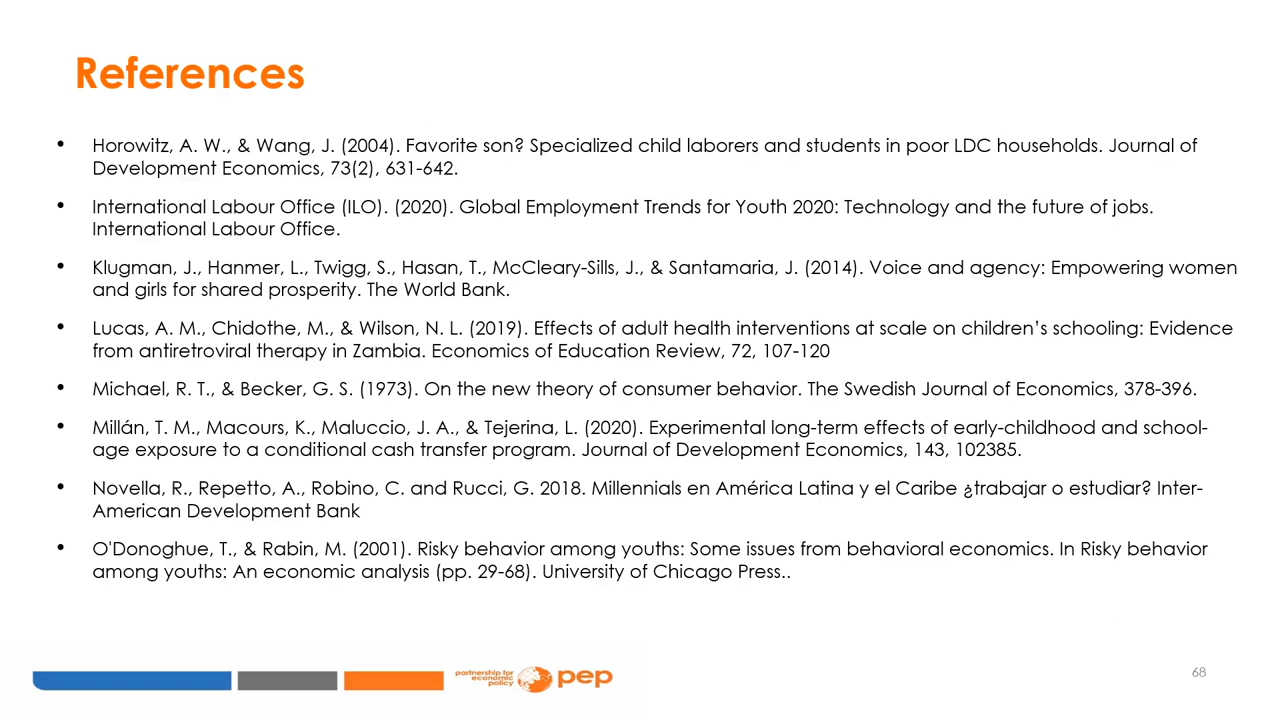 References
• Horowitz, A. W., & Wang, J. (2004). Favorite son? Specialized child laborers and students in poor LDC households. Journal of
Development Economics, 73(2), 631-642.
• International Labour Office (ILO). (2020). Global Employment Trends for Youth 2020: Technology and the future of jobs.
International Labour Office.
• Klugman, J., Hanmer, L., Twigg, S., Hasan, T., McCleary-Sills, J., & Santamaria, J. (2014). Voice and agency: Empowering women
and girls for shared prosperity. The World Bank.
• Lucas, A. M., Chidothe, M., & Wilson, N. L. (2019). Effects of adult health interventions at scale on children’s schooling: Evidence
from antiretroviral therapy in Zambia. Economics of Education Review, 72, 107-120
• Michael, R. T., & Becker, G. S. (1973). On the new theory of consumer behavior. The Swedish Journal of Economics, 378-396.
• Millán, T. M., Macours, K., Maluccio, J. A., & Tejerina, L. (2020). Experimental long-term effects of early-childhood and school-
age exposure to a conditional cash transfer program. Journal of Development Economics, 143, 102385.
• Novella, R., Repetto, A., Robino, C. and Rucci, G. 2018. Millennials en América Latina y el Caribe ¿trabajar o estudiar? Inter-
American Development Bank
• O'Donoghue, T., & Rabin, M. (2001). Risky behavior among youths: Some issues from behavioral economics. In Risky behavior
among youths: An economic analysis (pp. 29-68). University of Chicago Press..
partnership for
economic
policy
pep
68